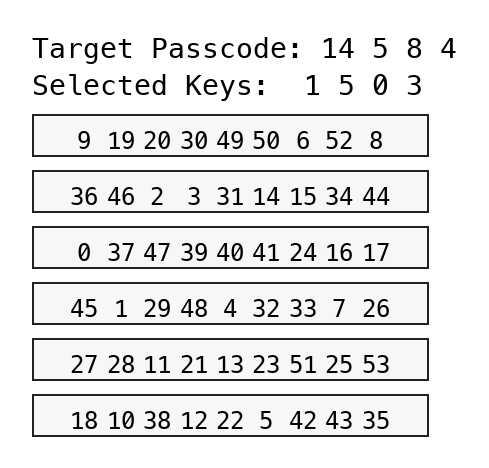 Target Passcode: 14 5 8 4
Selected Keys: 1 5 0 3
9 19 20 30 49 50 6 52 8
36 46 2 3 31 14 15 34 44
0 37 47 39 40 41 24 16 17
45 1 29 48 4 32 33 7 26
27 28 11 21 13 23 51 25 53
18 10 38 12 22 5 42 43 35